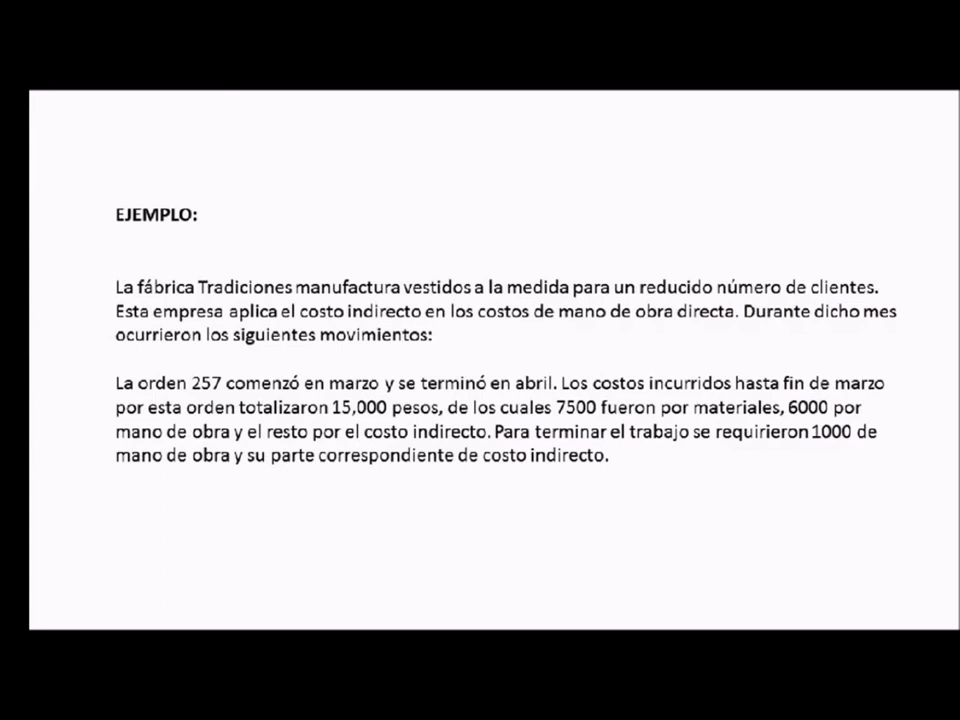 EJEMPLO:
La fábrica Tradiciones manufactura vestidos a la medida para un reducido número de clientes.
Esta empresa aplica el costo indirecto en los costos de mano de obra directa. Durante dicho mes
ocurrieron los siguientes movimientos:
La orden 257 comenzó en marzo y se terminó en abril. Los costos incurridos hasta fin de marzo
por esta orden totalizaron 15,000 pesos, de los cuales 7500 fueron por materiales, 6000 por
mano de obra y el resto por el costo indirecto. Para terminar el trabajo se requirieron 1000 de
mano de obra y su parte correspondiente de costo indirecto.